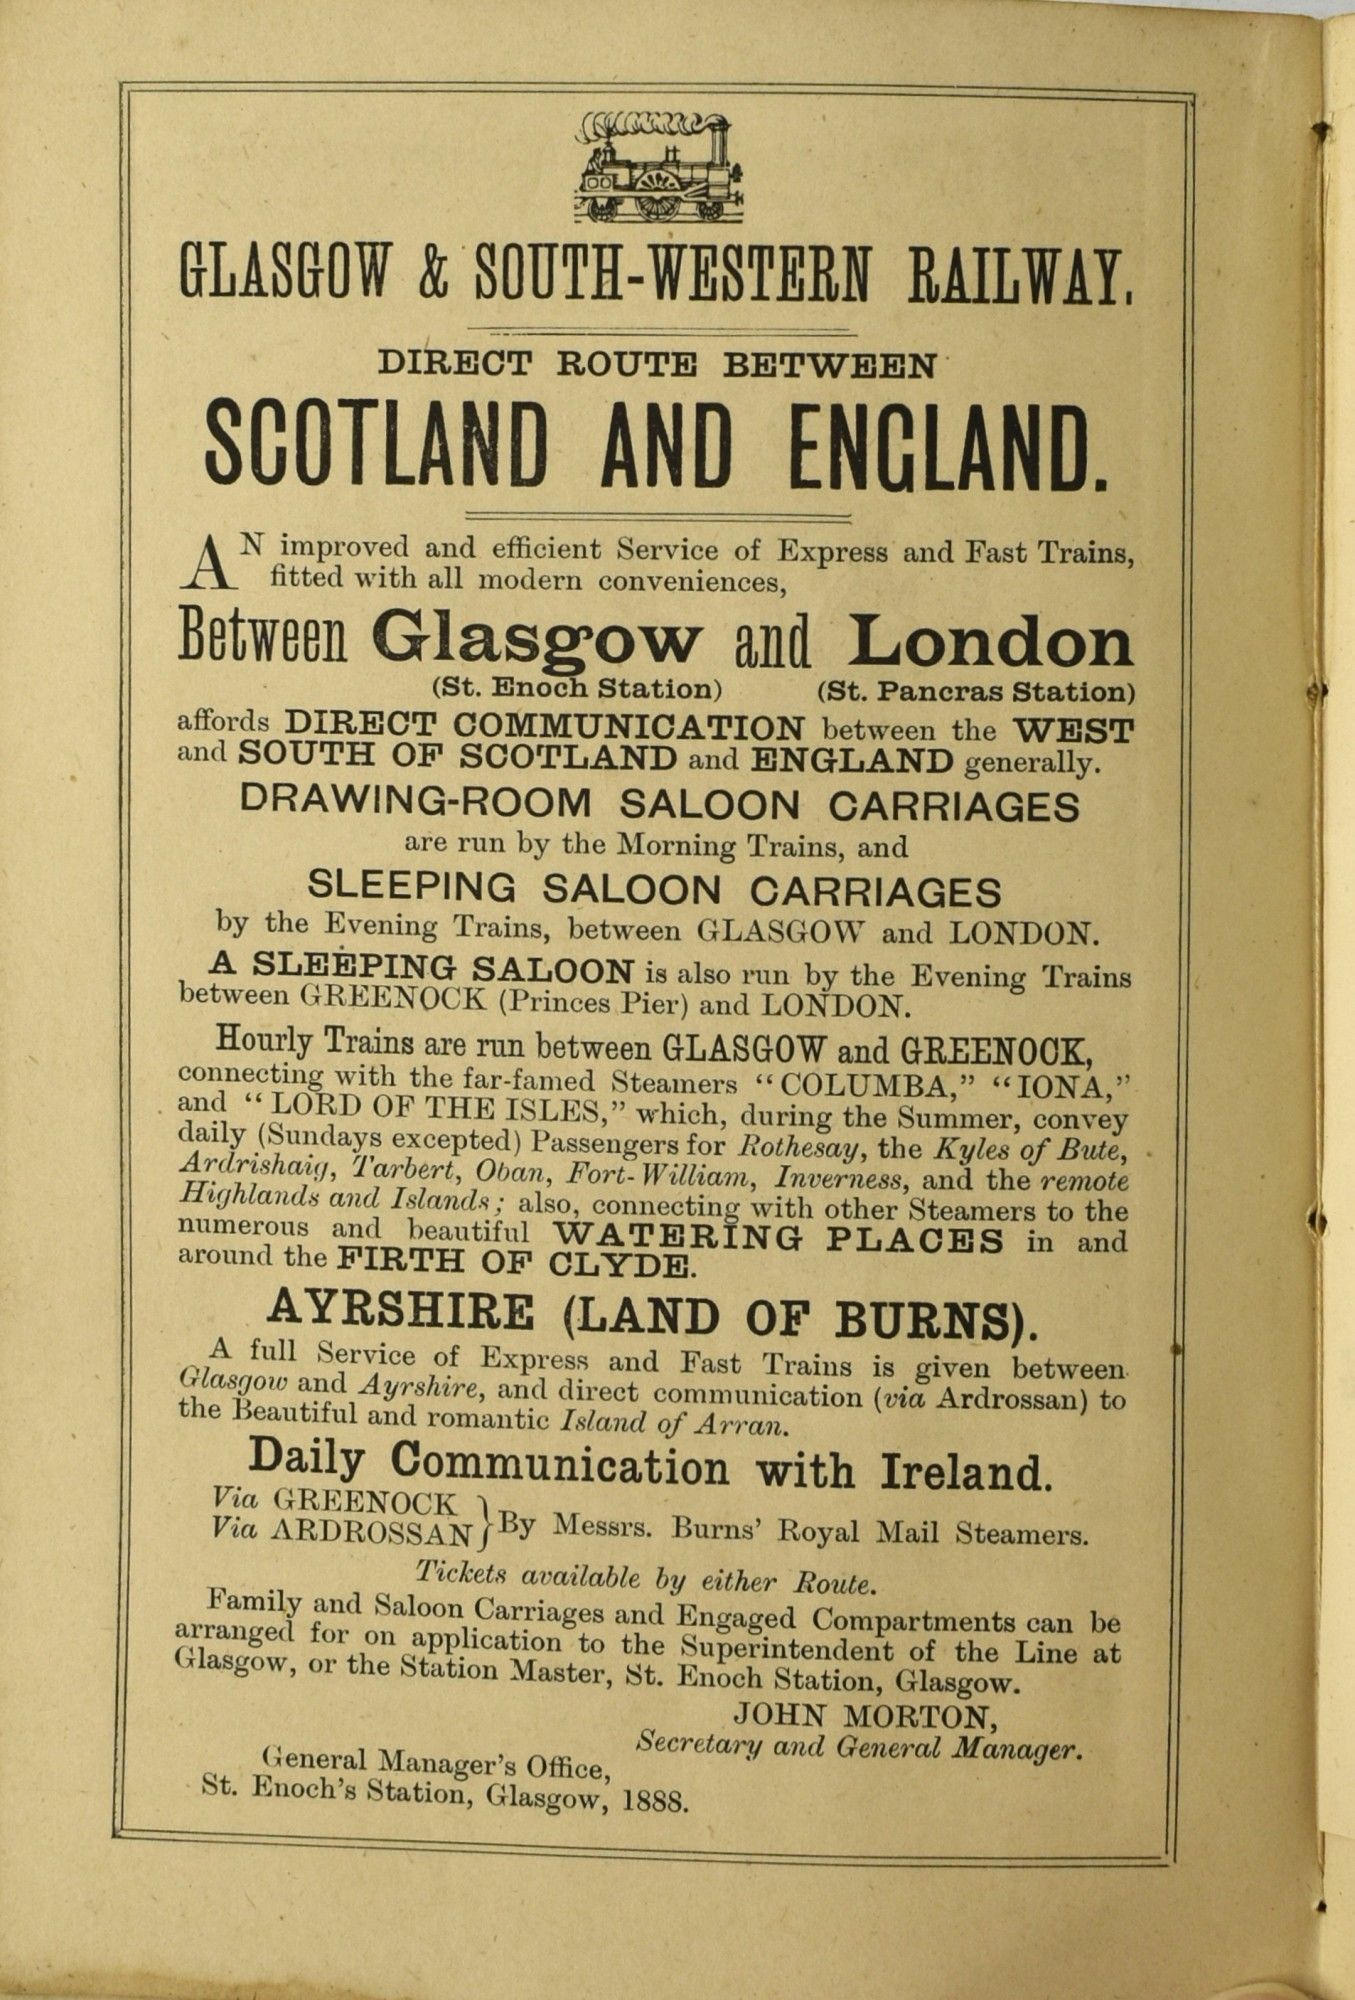 GLASGOW & SOUTH-WESTERN RAILWAY.
DIRECT ROUTE BETWEEN
SCOTLAND AND ENGLAND.
AN improved and efficient Service of Express and Fast Trains,
fitted with all modern conveniences,
Between Glasgow and London
(St. Enoch Station) (St. Pancras Station)
affords DIRECT COMMUNICATION between the WEST
and SOUTH OF SCOTLAND and ENGLAND generally.
DRAWING-ROOM SALOON CARRIAGES
are run by the Morning Trains, and
SLEEPING SALOON CARRIAGES
by the Evening Trains, between GLASGOW and LONDON.
A SLEEPING SALOON is also run by the Evening Trains
between GREENOCK (Princes Pier) and LONDON.
Hourly Trains are run between GLASGOW and GREENOCK,
connecting with the far-famed Steamers "COLUMBA," "IONA,"
and "LORD OF THE ISLES," which, during the Summer, convey
daily (Sundays excepted) Passengers for Rothesay, the Kyles of Bute,
Ardrishaig, Tarbert, Oban, Fort-William, Inverness, and the remote
Highlands and Islands; also, connecting with other Steamers to the
numerous and beautiful WATERING PLACES in and
around the FIRTH OF CLYDE.
AYRSHIRE (LAND OF BURNS).
A full Service of Express and Fast Trains is given between
Glasgow and Ayrshire, and direct communication (via Ardrossan) to
the Beautiful and romantic Island of Arran.
Daily Communication with Ireland.
Via GREENOCK
Via ARDROSSAN } By Messrs. Burns' Royal Mail Steamers.
Tickets available by either Route.
Family and Saloon Carriages and Engaged Compartments can be
arranged for on application to the Superintendent of the Line at
Glasgow, or the Station Master, St. Enoch Station, Glasgow.
JOHN MORTON,
Secretary and General Manager.
General Manager's Office,
St. Enoch's Station, Glasgow, 1888.